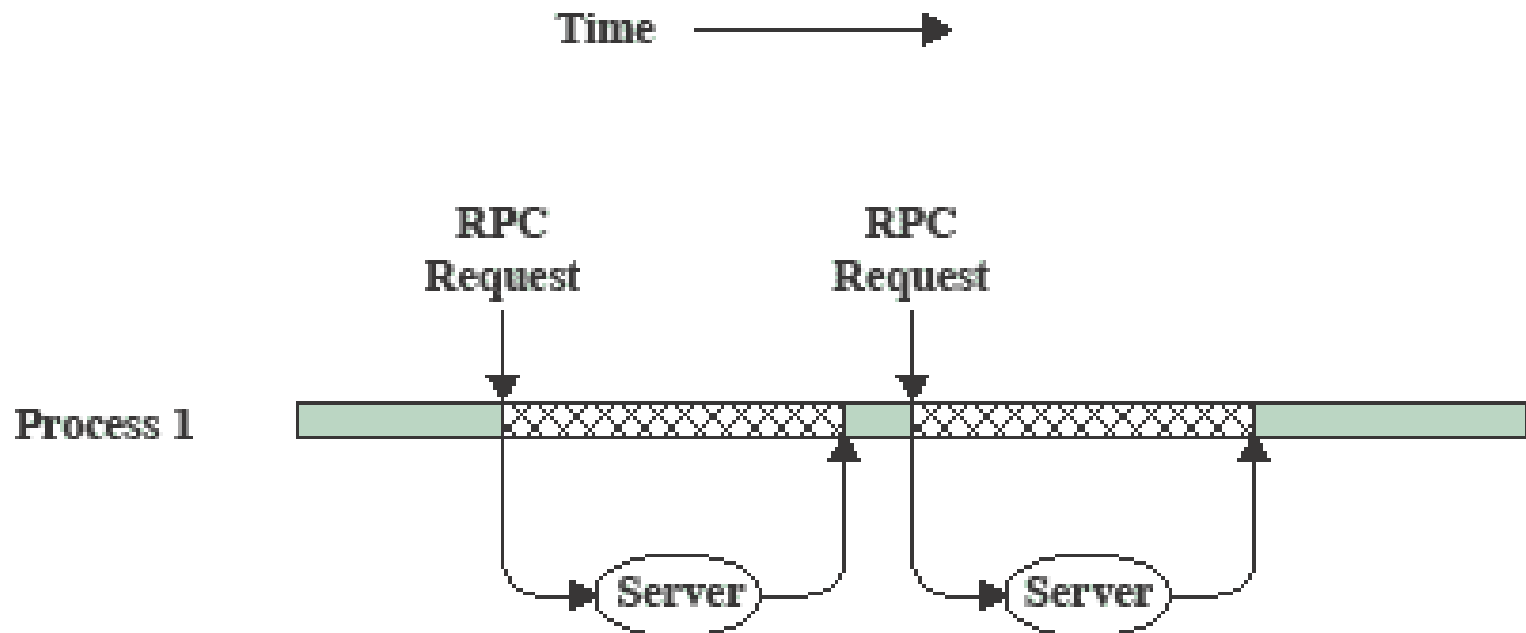 Time
RPC
Request
RPC
Request
Process 1
Server
Server